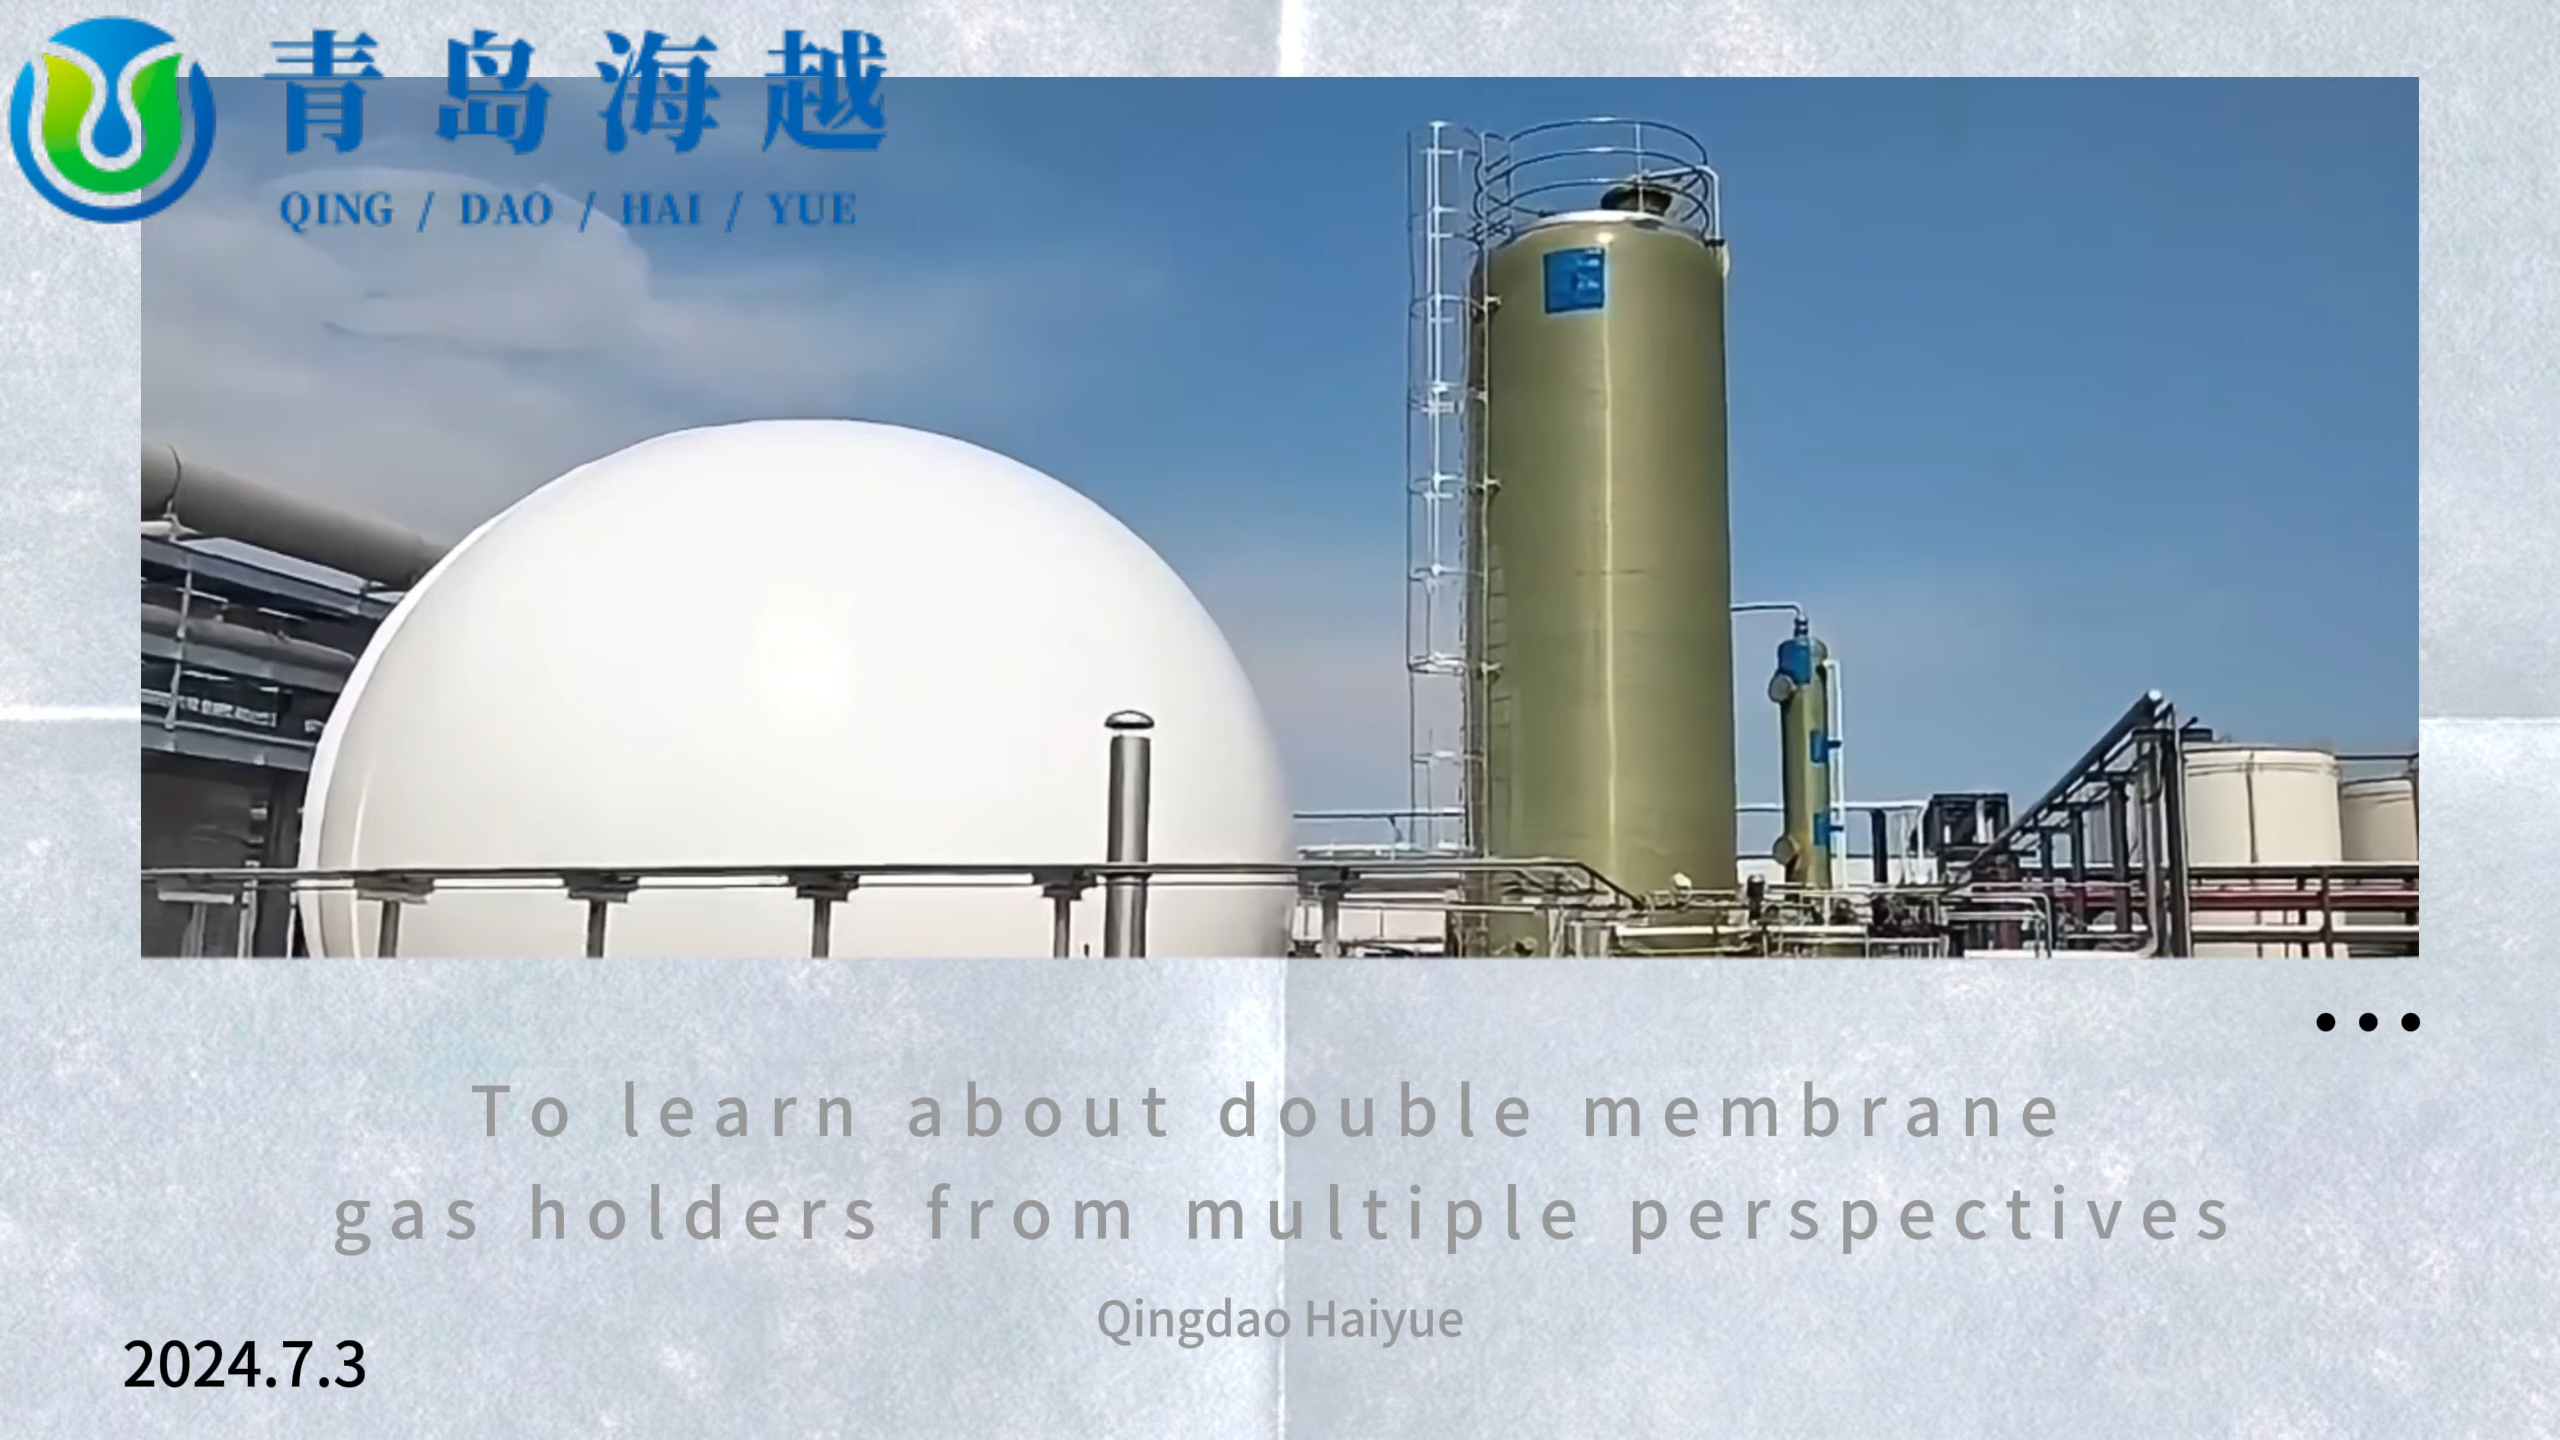 青岛海越
QING / DAO / HAI / YUE
To learn about double membrane
gas holders from multiple perspectives
Qingdao Haiyue
2024.7.3